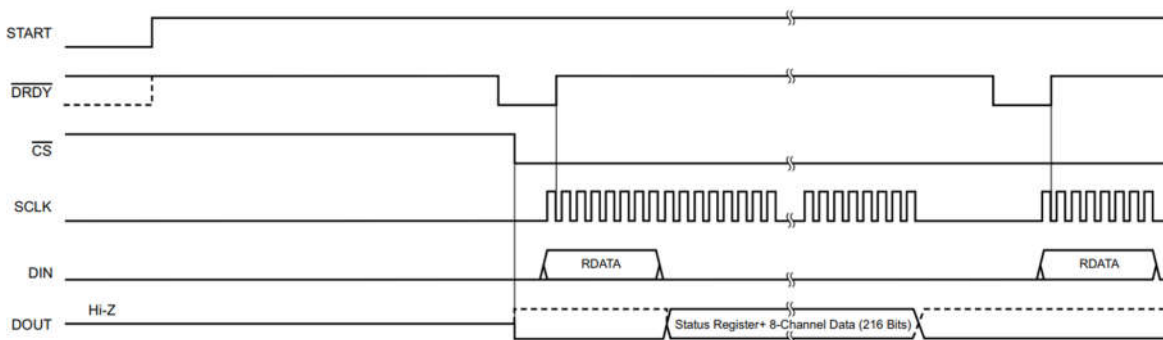 START
DRDY
CS
SCLK
DIN
RDATA RDATA
Hi-Z
DOUT
Status Register+ 8-Channel Data (216 Bits)